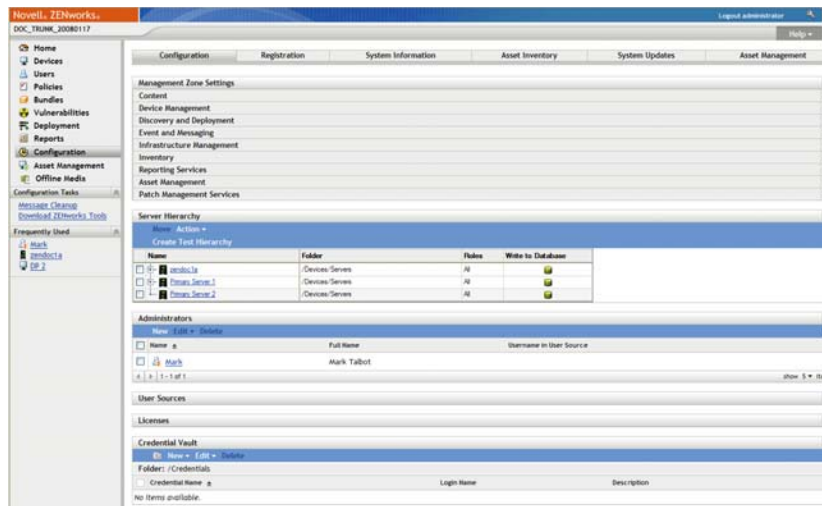 Novell. ZENworks.
Logout administrator
DOC_TRUNK_20080117
Help
Home
Devices
Users
Policies
Bundles
Vulnerabilities
Deployment
Reports
Configuration
Asset Management
Offline Media
Configuration Tasks
Message Cleanup
Download ZENworks Tools
Frequently Used
Mark
zendoc1a
DP 2
Configuration Registration System Information Asset Inventory System Updates Asset Management
Management Zone Settings
Content
Device Management
Discovery and Deployment
Event and Messaging
Infrastructure Management
Inventory
Reporting Services
Asset Management
Patch Management Services
Server Hierarchy
Move Action
Create Test Hierarchy
Name Folder Roles Write to Database
zendoc1a /Devices/Servers All
Primary Server 1 /Devices/Servers All
Primary Server 2 /Devices/Servers All
Administrators
New Edit Delete
Name Full Name Username in User Source
Mark Mark Talbot
1 - 1 of 1 show 5
User Sources
Licenses
Credential Vault
New Edit Delete
Folder: /Credentials
Credential Name Login Name Description
No items available.